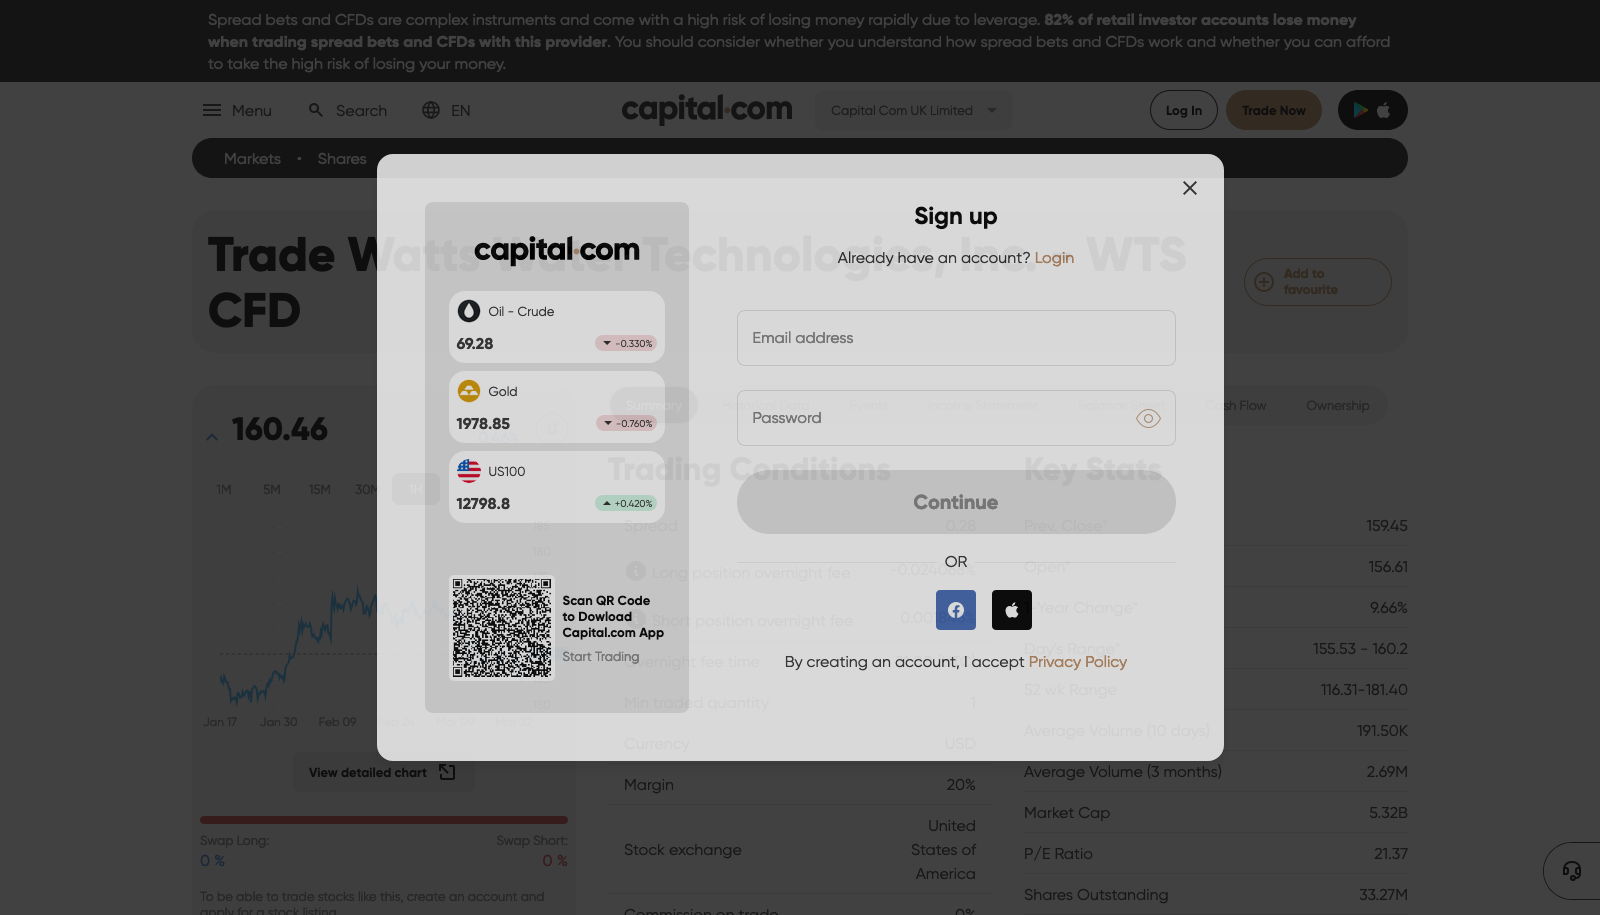 Spread bets and CFDs are complex instruments and come with a high risk of losing money rapidly due to leverage. 82% of retail investor accounts lose money
when trading spread bets and CFDs with this provider. You should consider whether you understand how spread bets and CFDs work and whether you can afford
to take the high risk of losing your money.
Menu
Search
EN
capital.com
Capital Com UK Limited
Log In
Trade Now
Markets • Shares
Trade Watts Water Technologies, Inc. - WTS
CFD
Add to
favourite
Sign up
Already have an account? Login
Email address
Password
Continue
OR
By creating an account, I accept Privacy Policy
capital.com
Oil - Crude
69.28
-0.330%
Gold
1978.85
-0.760%
US100
12798.8
+0.420%
Scan QR Code
to Dowload
Capital.com App
Start Trading
160.46
1M 5M 15M 30M 1H
160
Jan 17 Jan 30 Feb 09
View detailed chart
Swap Long:
0 %
Swap Short:
0 %
To be able to trade stocks like this, create an account and
apply for a stock listing
Summary
Cash Flow
Ownership
Trading Conditions
Spread 0.28
Long position overnight fee
Short position overnight fee
Overnight fee time
Min traded quantity 1
Currency USD
Margin 20%
Stock exchange United
States of
America
Commission on trade 0%
Key Stats
Prev. Close* 159.45
Open* 156.61
1-Year Change* 9.66%
Day's Range* 155.53 - 160.2
52 wk Range 116.31-181.40
Average Volume (10 days) 191.50K
Average Volume (3 months) 2.69M
Market Cap 5.32B
P/E Ratio 21.37
Shares Outstanding 33.27M